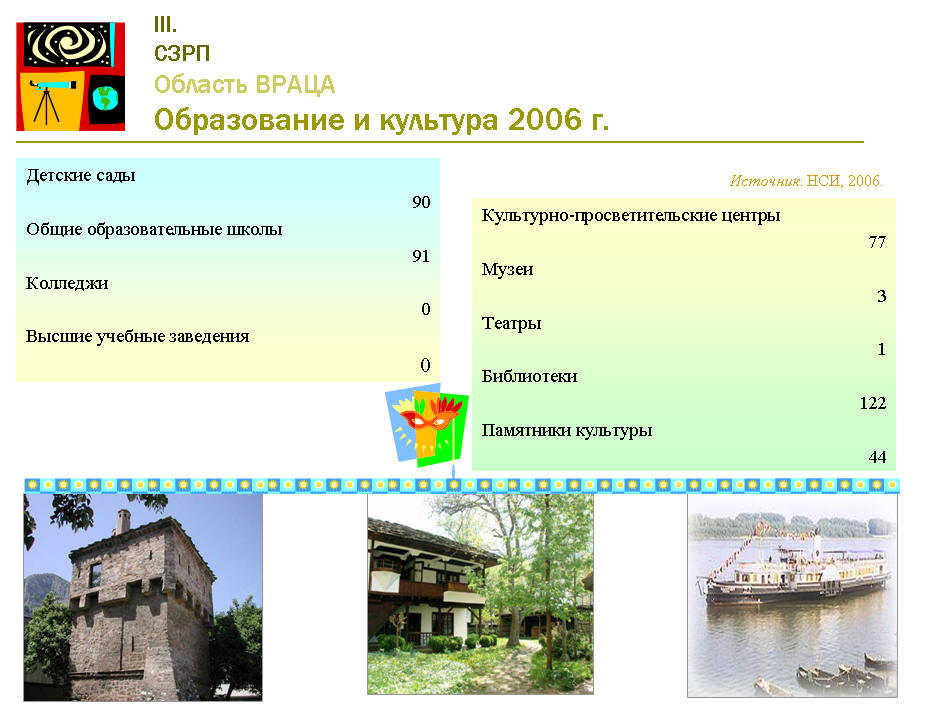 III.
СЗРП
Область ВРАЦА
Образование и культура 2006 г.
Детские сады
90
Общие образовательные школы
91
Колледжи
0
Высшие учебные заведения
0
Источник: НСИ, 2006.
Культурно-просветительские центры
77
Музеи
3
Театры
1
Библиотеки
122
Памятники культуры
44